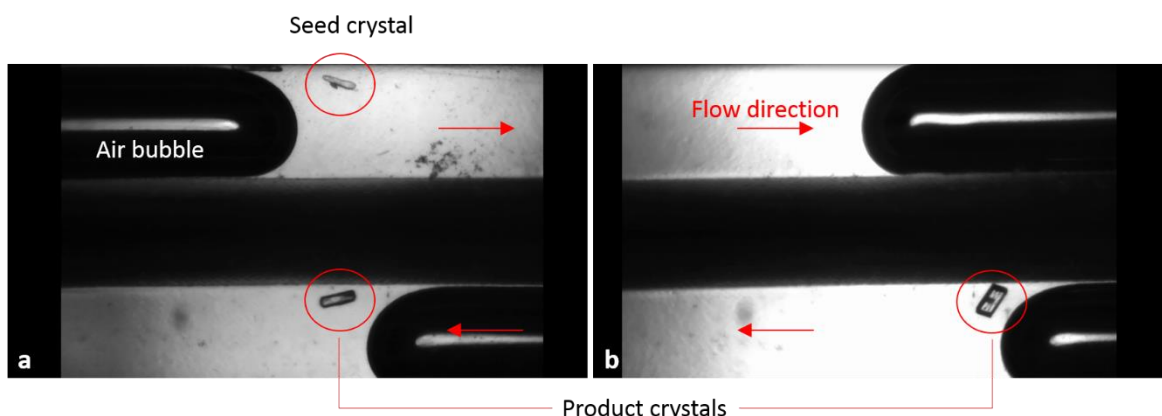 Seed crystal
Air bubble
Flow direction
a
b
Product crystals